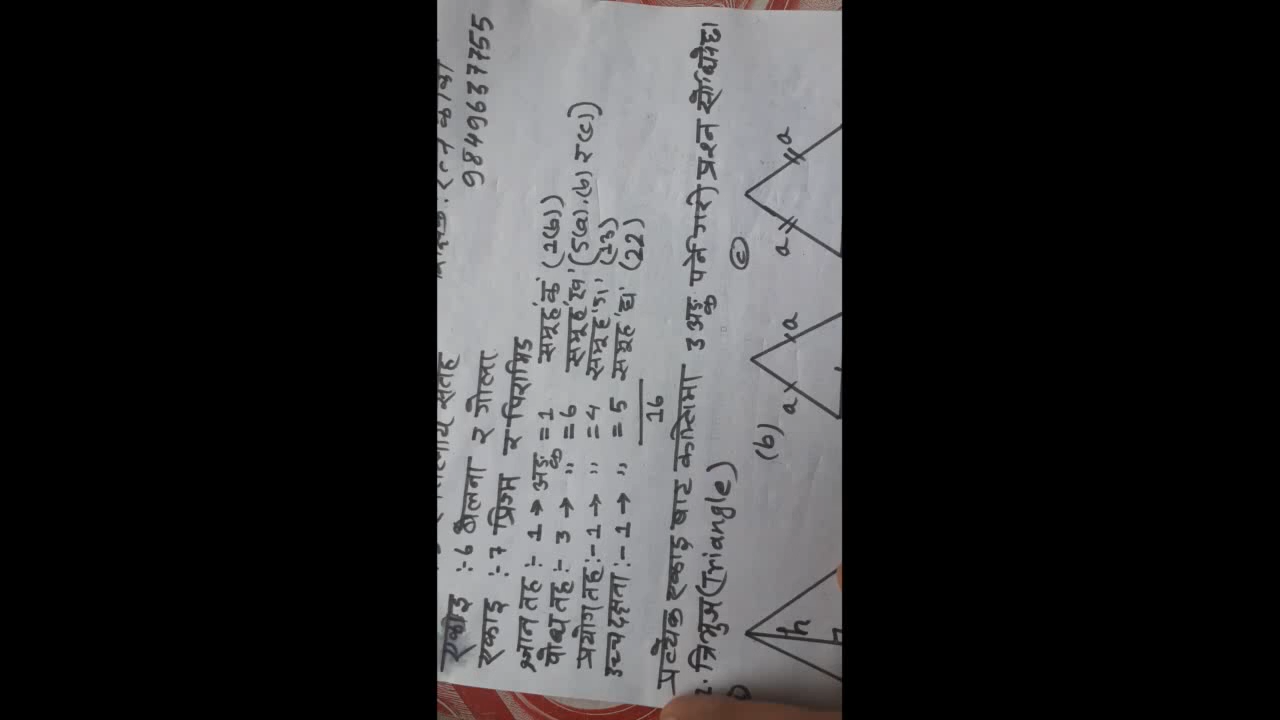 9849637755
एकाइ :- 6 बेलना र गोला
एकाइ :- 7 प्रिज्म र पिरामिड
ज्ञान तह :- 1 → अङ्क = 1 समूह 'क' (1(b))
बोध तह :- 3 → " = 6 समूह 'ख' (5(a), (b) र (c))
प्रयोग तह :- 1 → " = 4 समूह 'ग' (13)
उच्च दक्षता :- 1 → " = 5 समूह 'घ' (22)
16
प्रत्येक एकाइ बाट कम्तिमा 3 अङ्क पर्ने गरी प्रश्न सोधिनेछ।
1. त्रिभुज (Triangle)
(b) (c)
a a a a
h